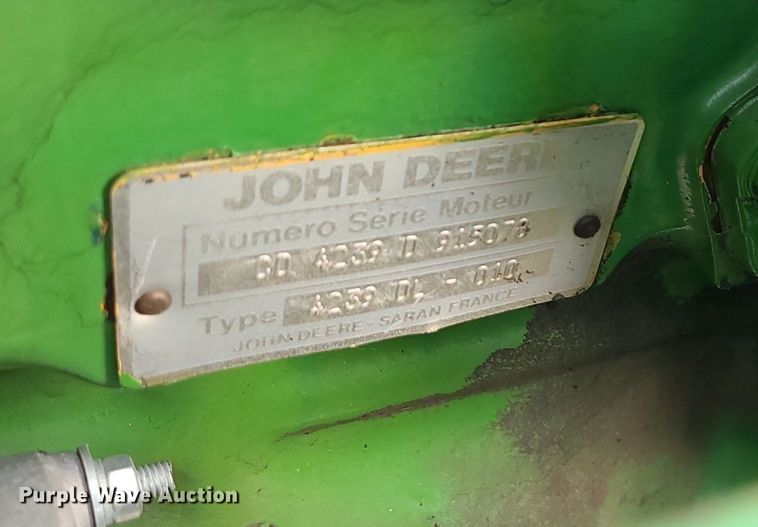 JOHN DEERE
Numero Série Moteur
CD 4239 D 915078
Type 4239 DL - 010
JOHN DEERE - SARAN FRANCE
Purple Wave Auction